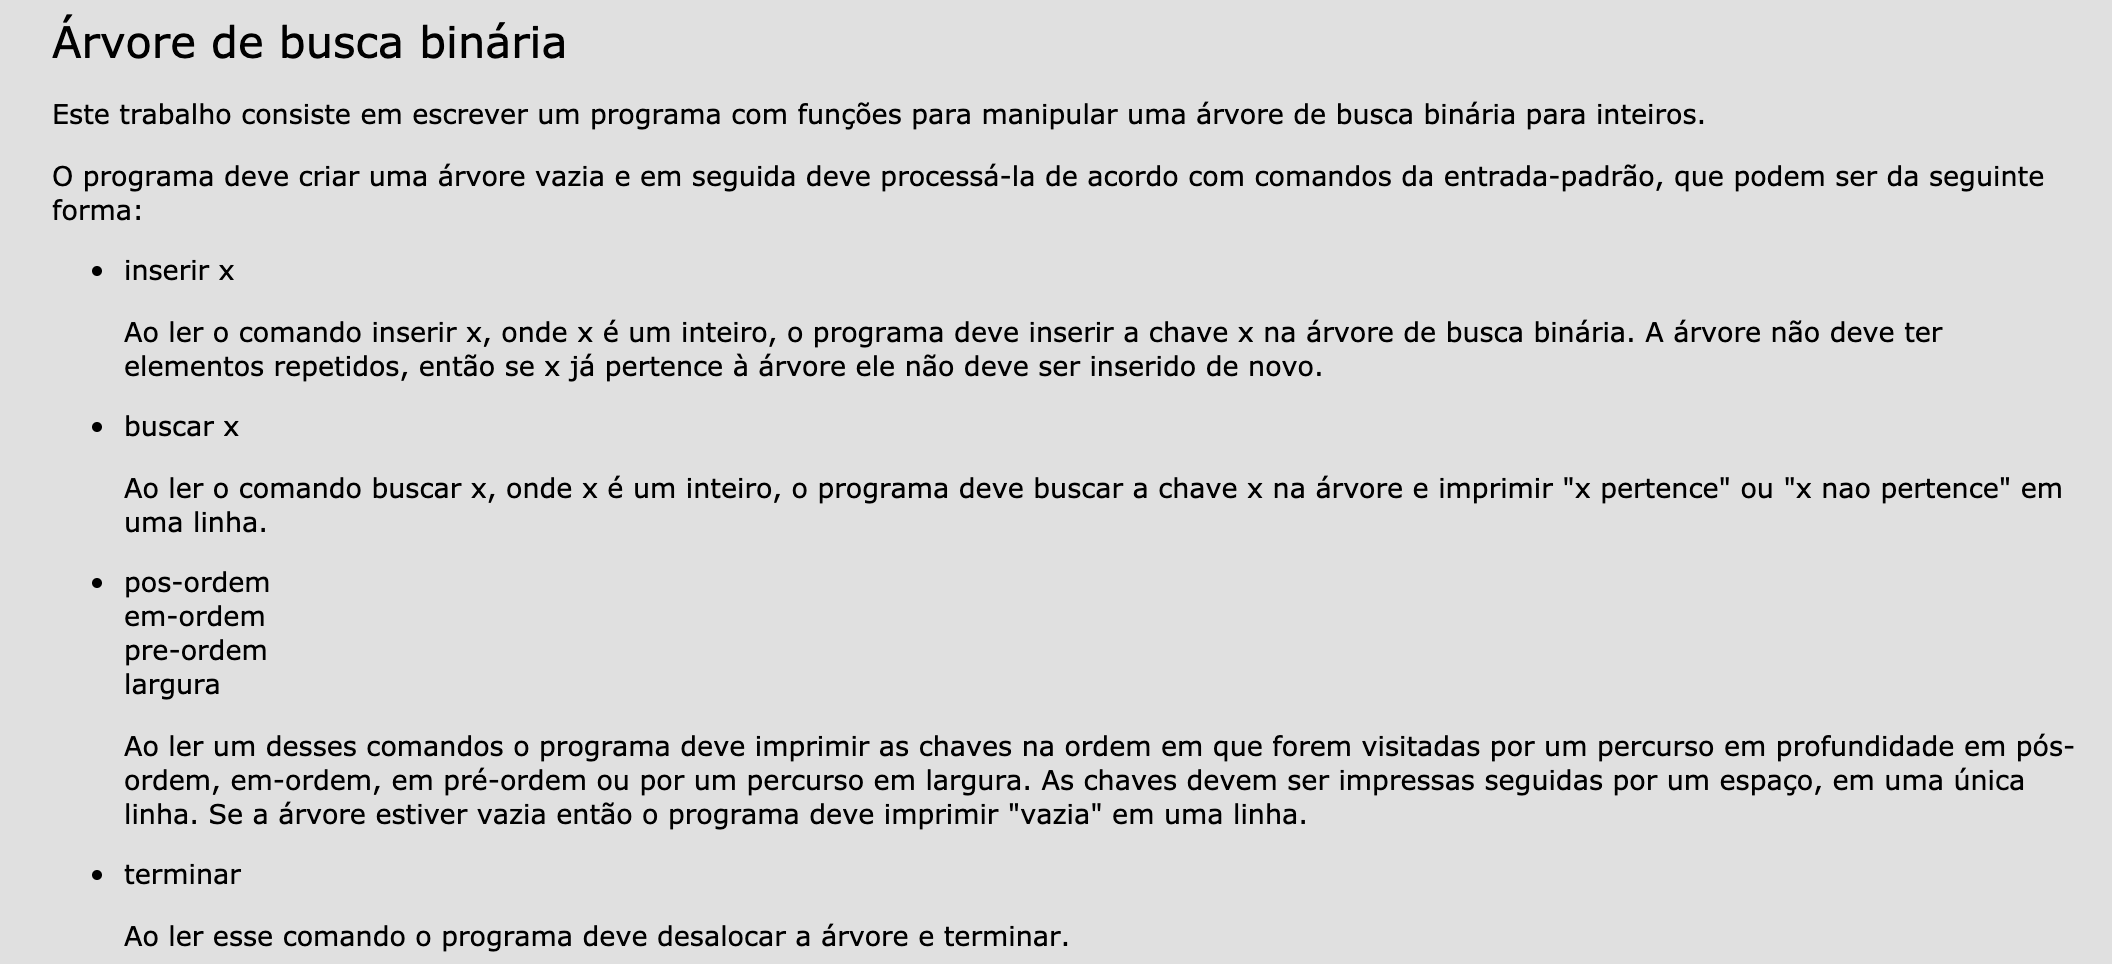 Árvore de busca binária
Este trabalho consiste em escrever um programa com funções para manipular uma árvore de busca binária para inteiros.
O programa deve criar uma árvore vazia e em seguida deve processá-la de acordo com comandos da entrada-padrão, que podem ser da seguinte
forma:
• inserir x
Ao ler o comando inserir x, onde x é um inteiro, o programa deve inserir a chave x na árvore de busca binária. A árvore não deve ter
elementos repetidos, então se x já pertence à árvore ele não deve ser inserido de novo.
• buscar x
Ao ler o comando buscar x, onde x é um inteiro, o programa deve buscar a chave x na árvore e imprimir "x pertence" ou "x nao pertence" em
uma linha.
• pos-ordem
em-ordem
pre-ordem
largura
Ao ler um desses comandos o programa deve imprimir as chaves na ordem em que forem visitadas por um percurso em profundidade em pós-
ordem, em-ordem, em pré-ordem ou por um percurso em largura. As chaves devem ser impressas seguidas por um espaço, em uma única
linha. Se a árvore estiver vazia então o programa deve imprimir "vazia" em uma linha.
• terminar
Ao ler esse comando o programa deve desalocar a árvore e terminar.